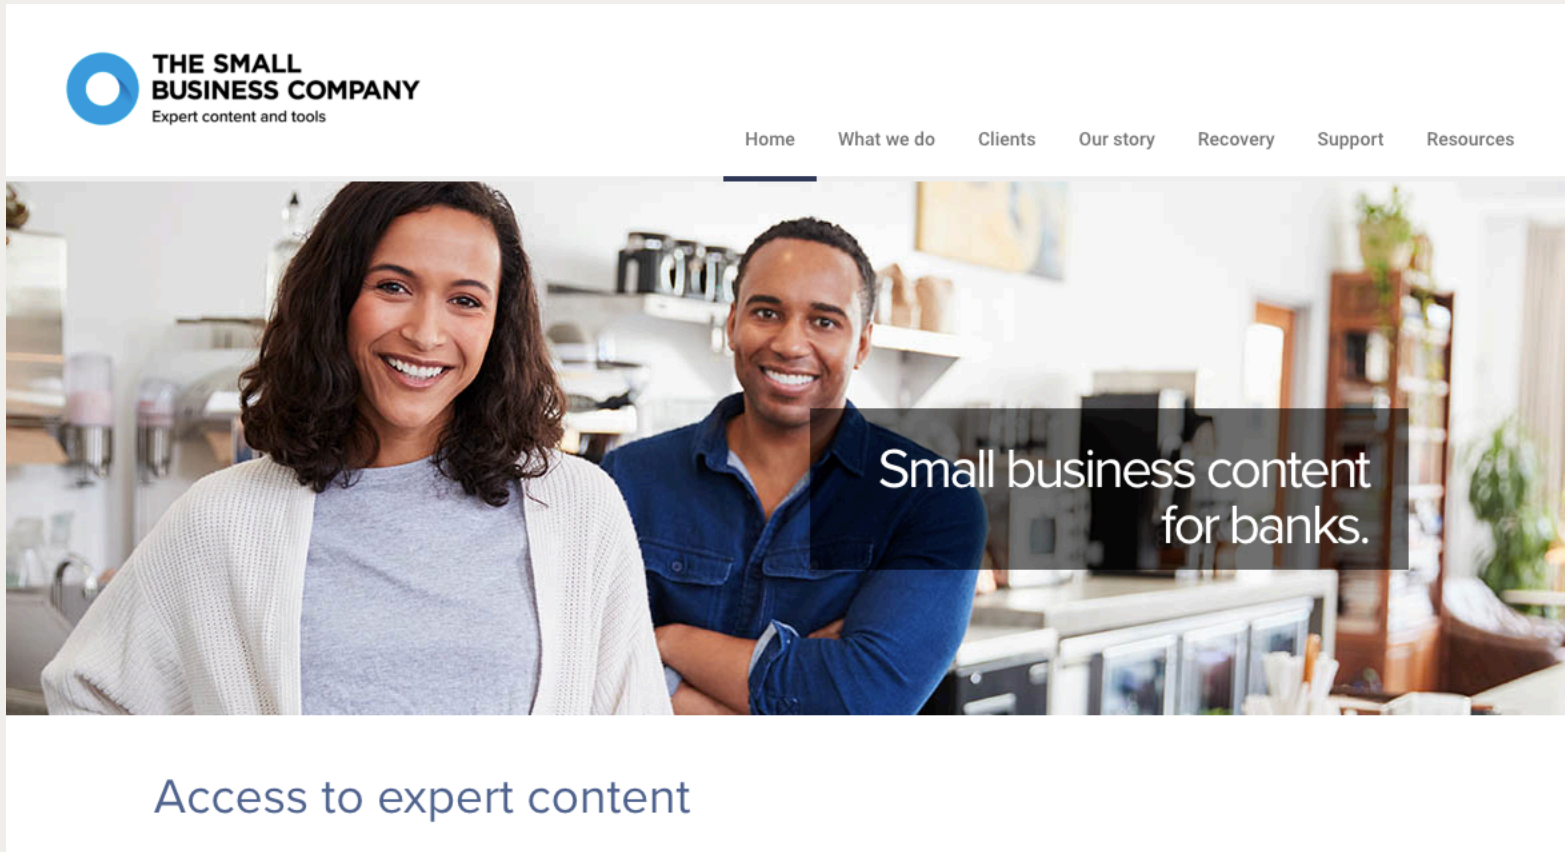 THE SMALL
BUSINESS COMPANY
Expert content and tools
Home What we do Clients Our story Recovery Support Resources
Small business content
for banks.
Access to expert content